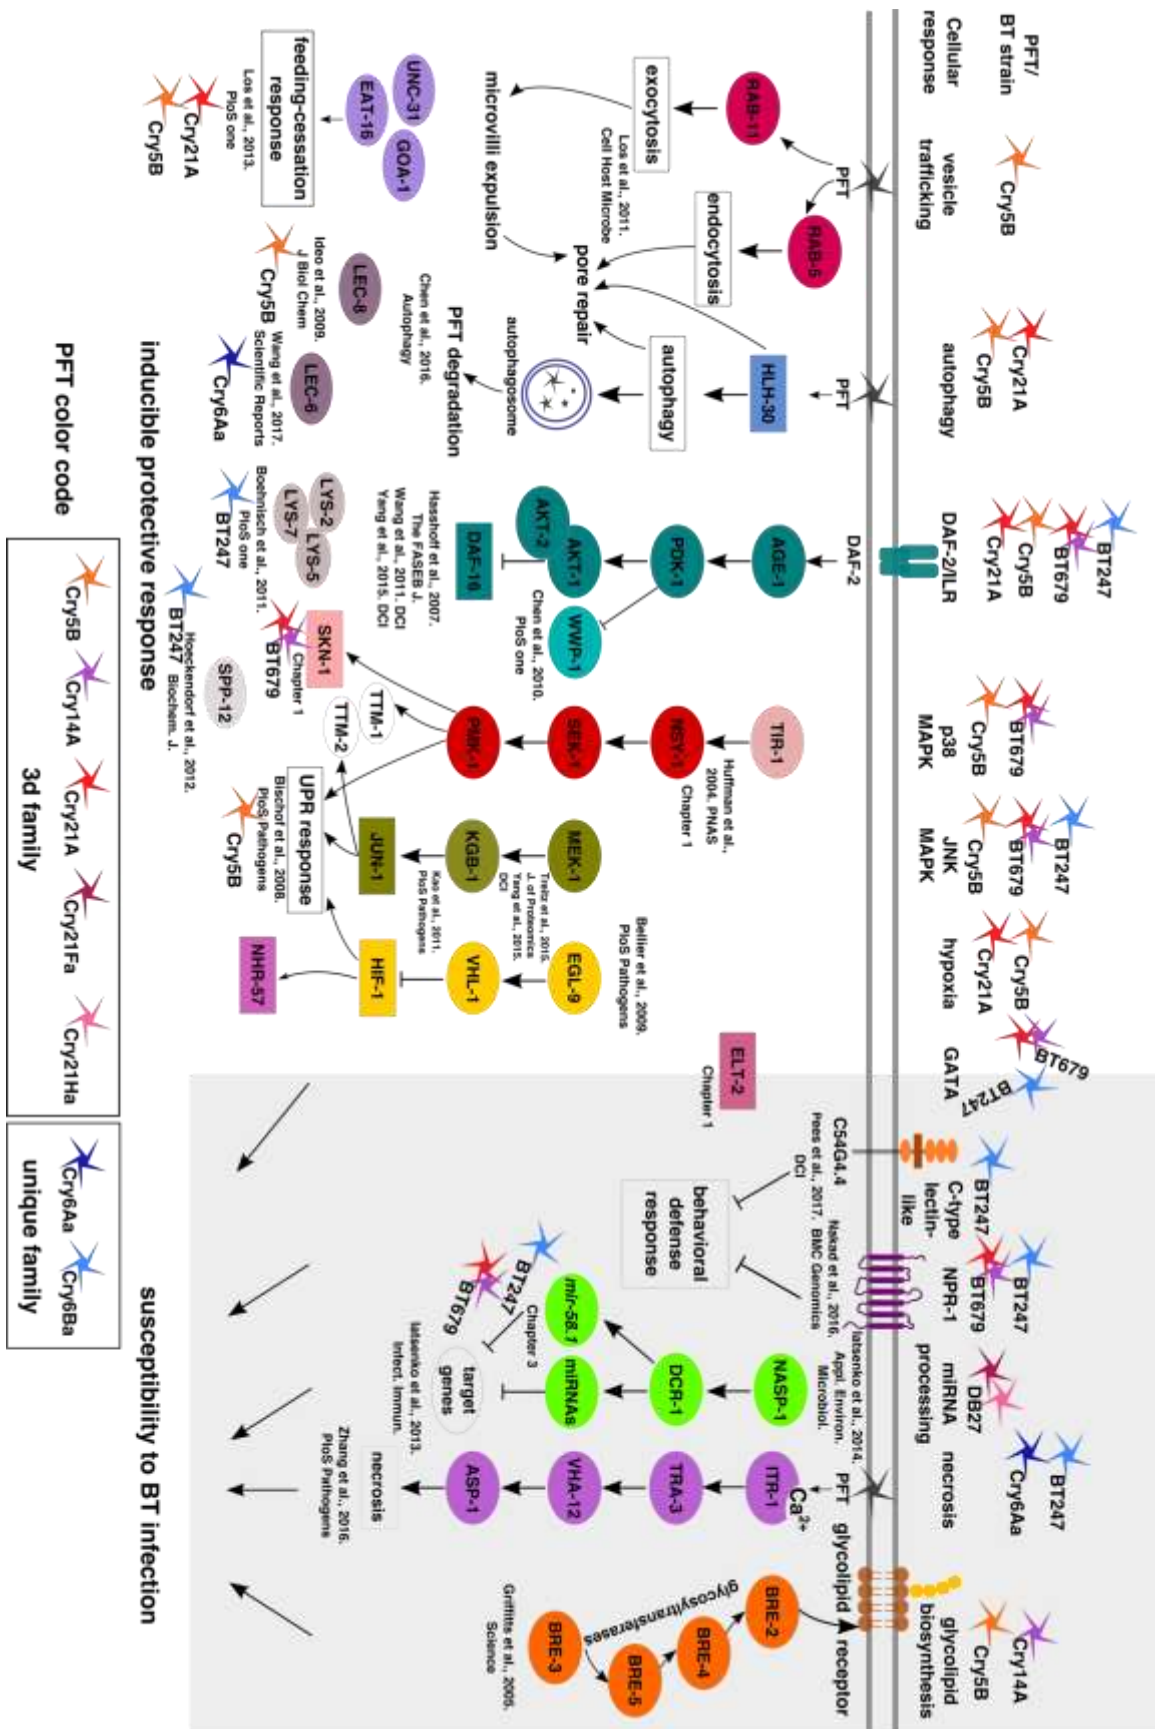 PFT/
BT strain
Cellular
response
Cry5B
vesicle
trafficking
Cry21A
Cry5B
autophagy
BT247
BT679
Cry5B
Cry21A
DAF-2/ILR
BT679
Cry5B
p38
MAPK
BT247
BT679
Cry5B
JNK
MAPK
Cry5B
Cry21A
hypoxia
BT679
BT247
GATA
BT247
C-type
lectin-
like
BT247
BT679
NPR-1
DB27
miRNA
processing
BT247
Cry6Aa
necrosis
Cry14A
Cry5B
glycolipid
biosynthesis
PFT
RAB-11
RAB-5
exocytosis
endocytosis
Los et al., 2011.
Cell Host Microbe
microvilli expulsion
pore repair
PFT
HLH-30
autophagy
autophagosome
PFT degradation
Chen et al., 2016.
Autophagy
DAF-2
AGE-1
PDK-1
AKT-1
AKT-2
WWP-1
Chen et al., 2010.
PloS one
DAF-16
Hasshoff et al., 2007.
The FASEB J.
Wang et al., 2011. DCI
Yang et al., 2015. DCI
TIR-1
Huffman et al.,
2004. PNAS
Chapter 1
NSY-1
SEK-1
PMK-1
SKN-1
Chapter 1
BT679
TTM-1
TTM-2
UPR response
Bischof et al., 2008.
PloS Pathogens
Cry5B
MEK-1
Treitz et al., 2015.
J. of Proteomics
Yang et al., 2015.
DCI
KGB-1
Kao et al., 2011.
PloS Pathogens
JUN-1
Bellier et al., 2009.
PloS Pathogens
EGL-9
VHL-1
HIF-1
NHR-57
ELT-2
Chapter 1
C54G4.4
Pees et al., 2017.
DCI
Nakad et al., 2016.
BMC Genomics
behavioral
defense
response
Iatsenko et al., 2014.
Appl. Environ.
Microbiol.
NASP-1
DCR-1
mir-58.1
miRNAs
Chapter 3
BT247
BT679
target
genes
Iatsenko et al., 2013.
Infect. Immun.
PFT
Ca2+
ITR-1
TRA-3
VHA-12
ASP-1
necrosis
Zhang et al., 2016.
PloS Pathogens
glycolipid receptor
BRE-2
BRE-4
BRE-5
BRE-3
glycosyltransferases
Griffitts et al., 2005.
Science
UNC-31
GOA-1
EAT-16
feeding-cessation
response
Los et al., 2013.
PloS one
Cry21A
Cry5B
LEC-8
Ideo et al., 2009.
J Biol Chem
Cry5B
LEC-6
Wang et al., 2017.
Scientific Reports
Cry6Aa
LYS-2
LYS-5
LYS-7
Boehnisch et al., 2011.
PloS one
BT247
SPP-12
Hoeckendorf et al., 2012.
Biochem. J.
BT247
inducible protective response
susceptibility to BT infection
PFT color code
Cry5B
Cry14A
Cry21A
Cry21Fa
Cry21Ha
3d family
Cry6Aa
Cry6Ba
unique family